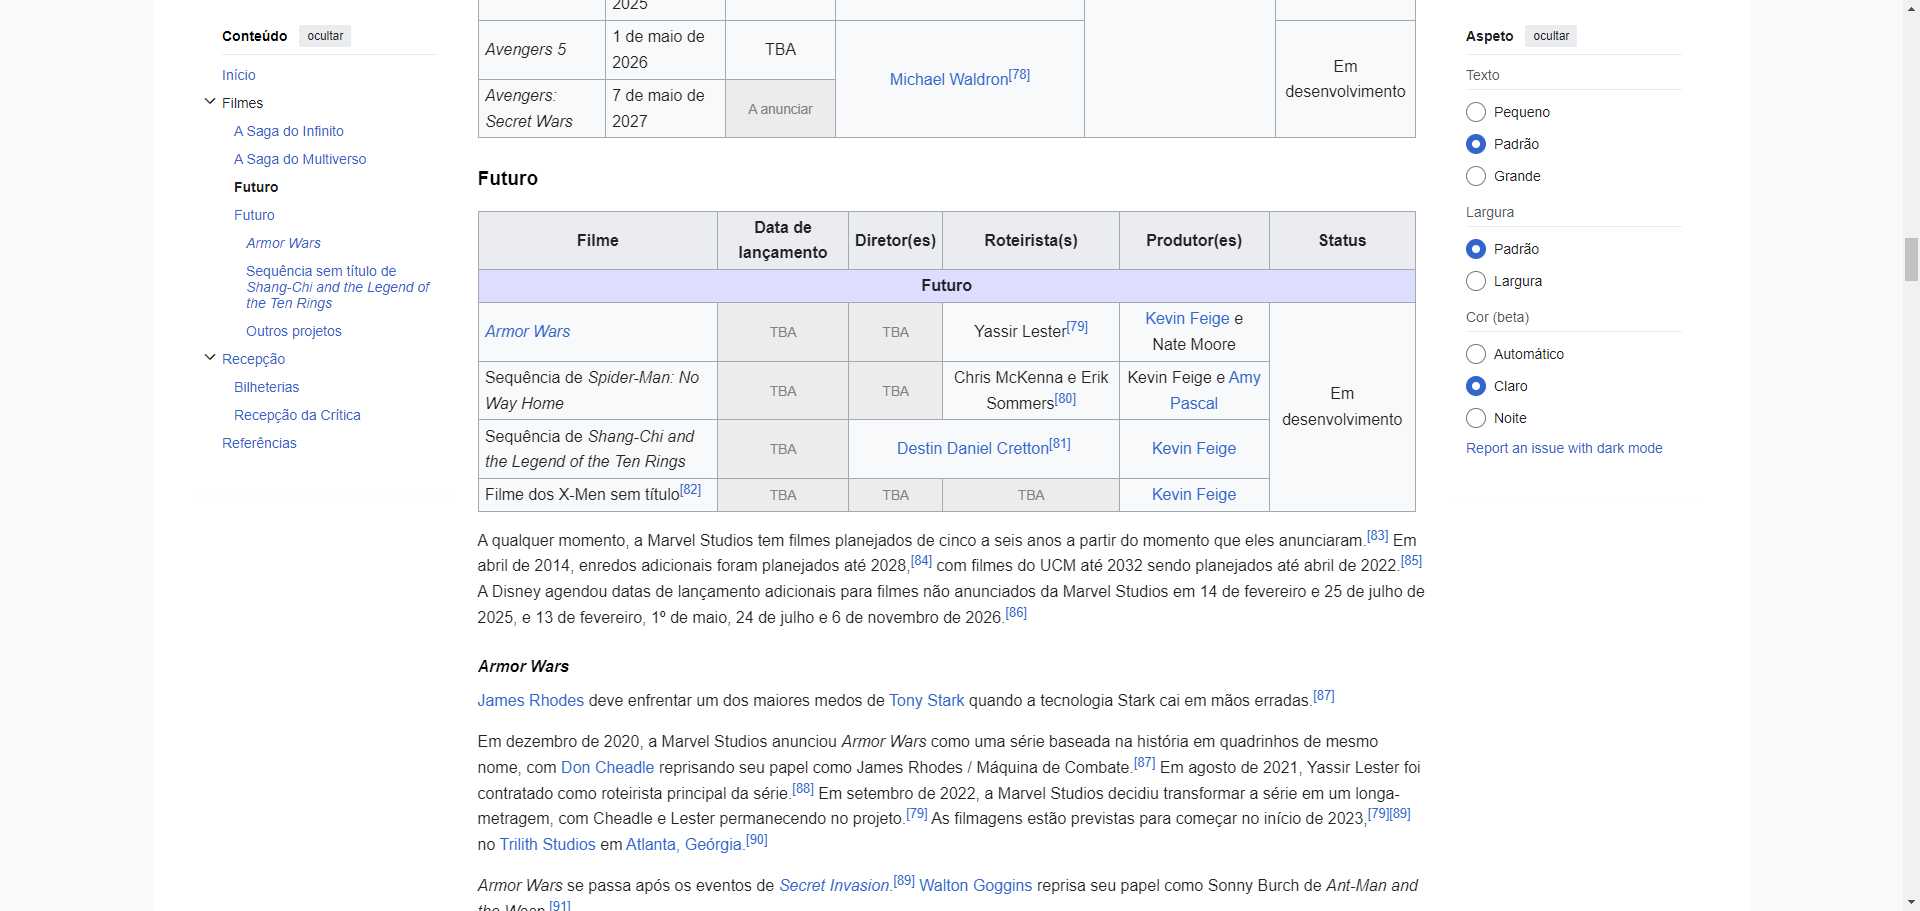 Conteúdo ocultar
Início
Filmes
A Saga do Infinito
A Saga do Multiverso
Futuro
Futuro
Armor Wars
Sequência sem título de
Shang-Chi and the Legend of
the Ten Rings
Outros projetos
Recepção
Bilheterias
Recepção da Crítica
Referências
2025
Avengers 5
1 de maio de
2026
TBA
Michael Waldron[78]
Em
desenvolvimento
Avengers:
Secret Wars
7 de maio de
2027
A anunciar
Futuro
Filme
Data de
lançamento
Diretor(es)
Roteirista(s)
Produtor(es)
Status
Futuro
Armor Wars
TBA
TBA
Yassir Lester[79]
Kevin Feige e
Nate Moore
Em
desenvolvimento
Sequência de Spider-Man: No
Way Home
TBA
TBA
Chris McKenna e Erik
Sommers[80]
Kevin Feige e Amy
Pascal
Sequência de Shang-Chi and
the Legend of the Ten Rings
TBA
Destin Daniel Cretton[81]
Kevin Feige
Filme dos X-Men sem título[82]
TBA
TBA
TBA
Kevin Feige
A qualquer momento, a Marvel Studios tem filmes planejados de cinco a seis anos a partir do momento que eles anunciaram.[83] Em
abril de 2014, enredos adicionais foram planejados até 2028,[84] com filmes do UCM até 2032 sendo planejados até abril de 2022.[85]
A Disney agendou datas de lançamento adicionais para filmes não anunciados da Marvel Studios em 14 de fevereiro e 25 de julho de
2025, e 13 de fevereiro, 1º de maio, 24 de julho e 6 de novembro de 2026.[86]
Armor Wars
James Rhodes deve enfrentar um dos maiores medos de Tony Stark quando a tecnologia Stark cai em mãos erradas.[87]
Em dezembro de 2020, a Marvel Studios anunciou Armor Wars como uma série baseada na história em quadrinhos de mesmo
nome, com Don Cheadle reprisando seu papel como James Rhodes / Máquina de Combate.[87] Em agosto de 2021, Yassir Lester foi
contratado como roteirista principal da série.[88] Em setembro de 2022, a Marvel Studios decidiu transformar a série em um longa-
metragem, com Cheadle e Lester permanecendo no projeto.[79] As filmagens estão previstas para começar no início de 2023,[79][89]
no Trilith Studios em Atlanta, Geórgia.[90]
Armor Wars se passa após os eventos de Secret Invasion.[89] Walton Goggins reprisa seu papel como Sonny Burch de Ant-Man and
the Wasp.[91]
Aspeto ocultar
Texto
Pequeno
Padrão
Grande
Largura
Padrão
Largura
Cor (beta)
Automático
Claro
Noite
Report an issue with dark mode